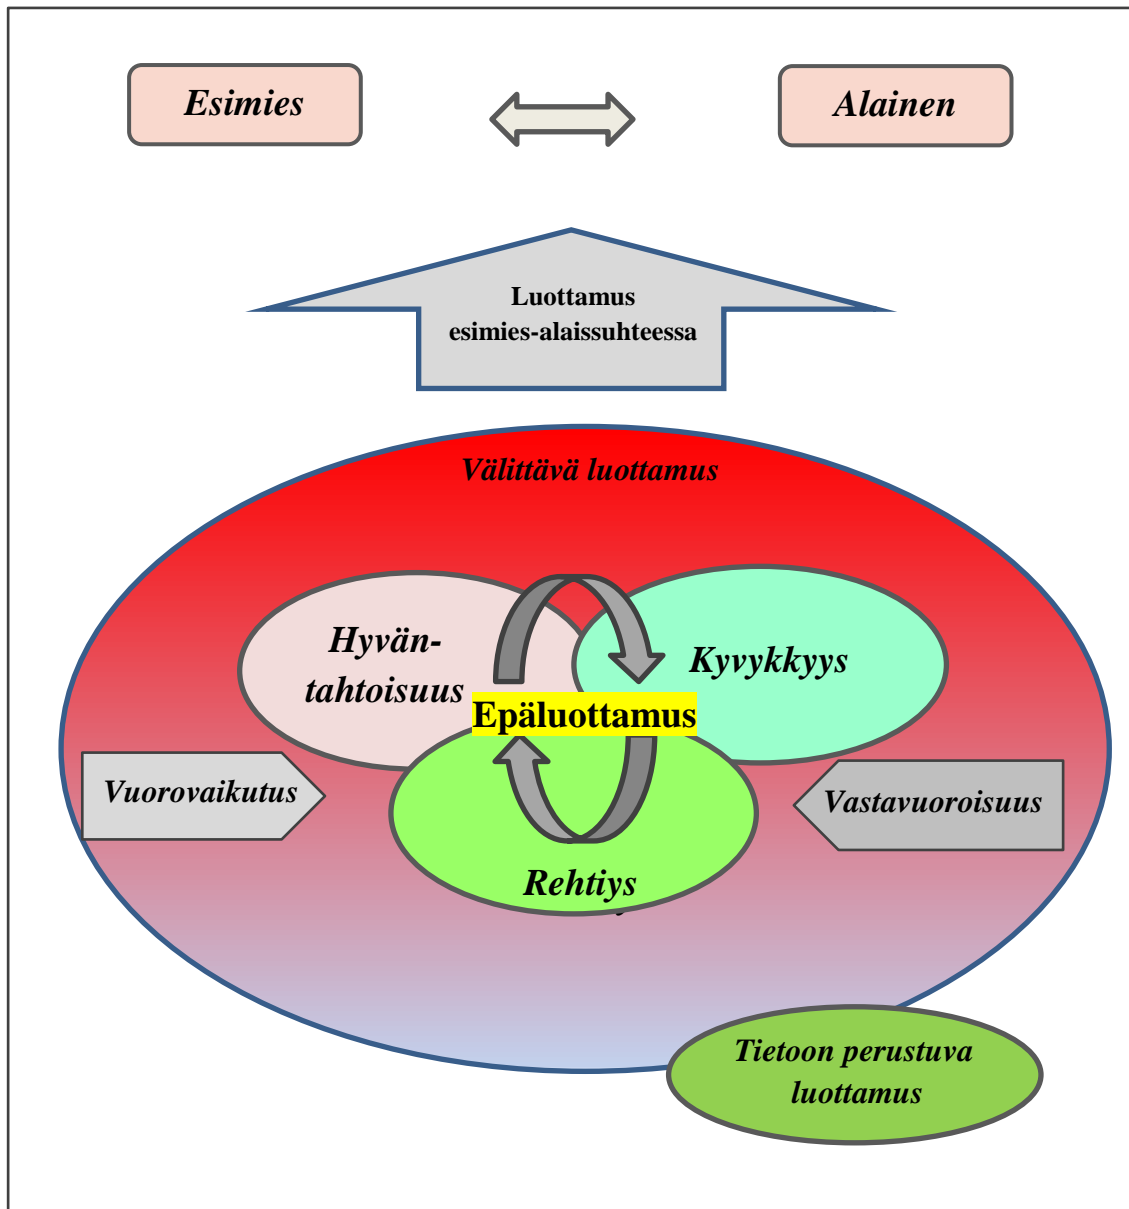 Esimies
Alainen
Luottamus
esimies-alaissuhteessa
Välittävä luottamus
Hyvän-
tahtoisuus
Kyvykkyys
Epäluottamus
Vuorovaikutus
Vastavuoroisuus
Rehtiys
Tietoon perustuva
luottamus